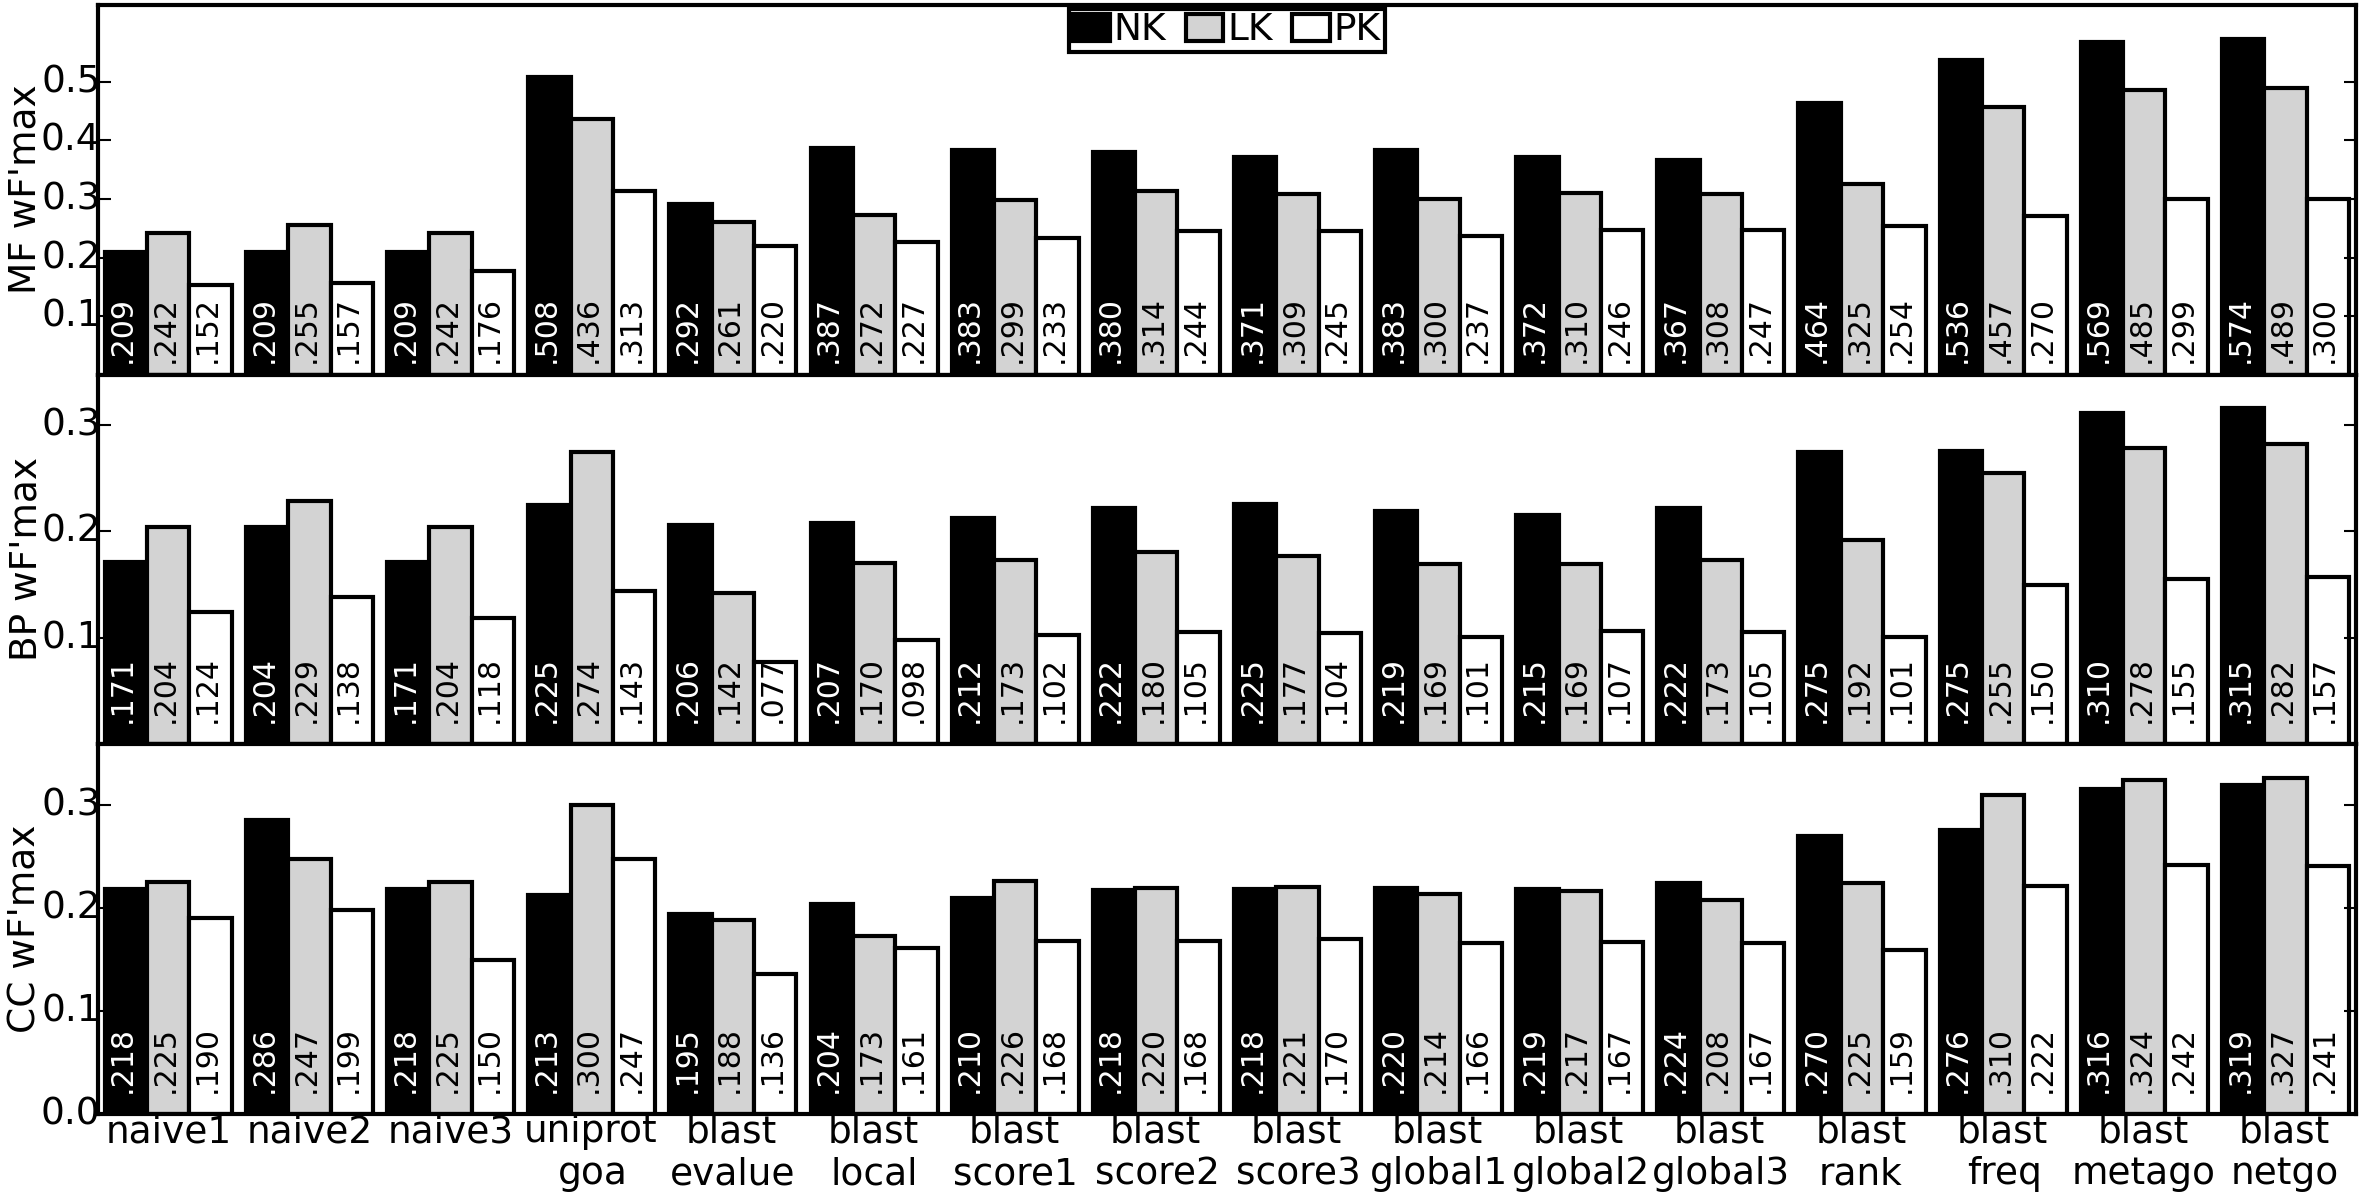 NK LK PK
MF wF'max
0.5
0.4
0.3
0.2
0.1
.209 .242 .152 .209 .255 .157 .209 .242 .176 .508 .436 .313 .292 .261 .220 .387 .272 .227 .383 .299 .233 .380 .314 .244 .371 .309 .245 .383 .300 .237 .372 .310 .246 .367 .308 .247 .464 .325 .254 .536 .457 .270 .569 .485 .299 .574 .489 .300
BP wF'max
0.3
0.2
0.1
.171 .204 .124 .204 .229 .138 .171 .204 .118 .225 .274 .143 .206 .142 .077 .207 .170 .098 .212 .173 .102 .222 .180 .105 .225 .177 .104 .219 .169 .101 .215 .169 .107 .222 .173 .105 .275 .192 .101 .275 .255 .150 .310 .278 .155 .315 .282 .157
CC wF'max
0.3
0.2
0.1
0.0
.218 .225 .190 .286 .247 .199 .218 .225 .150 .213 .300 .247 .195 .188 .136 .204 .173 .161 .210 .226 .168 .218 .220 .168 .218 .221 .170 .220 .214 .166 .219 .217 .167 .224 .208 .167 .270 .225 .159 .276 .310 .222 .316 .324 .242 .319 .327 .241
naive1 naive2 naive3 uniprot blast blast blast blast blast blast blast blast blast blast blast blast
goa evalue local score1 score2 score3 global1 global2 global3 rank freq metago netgo